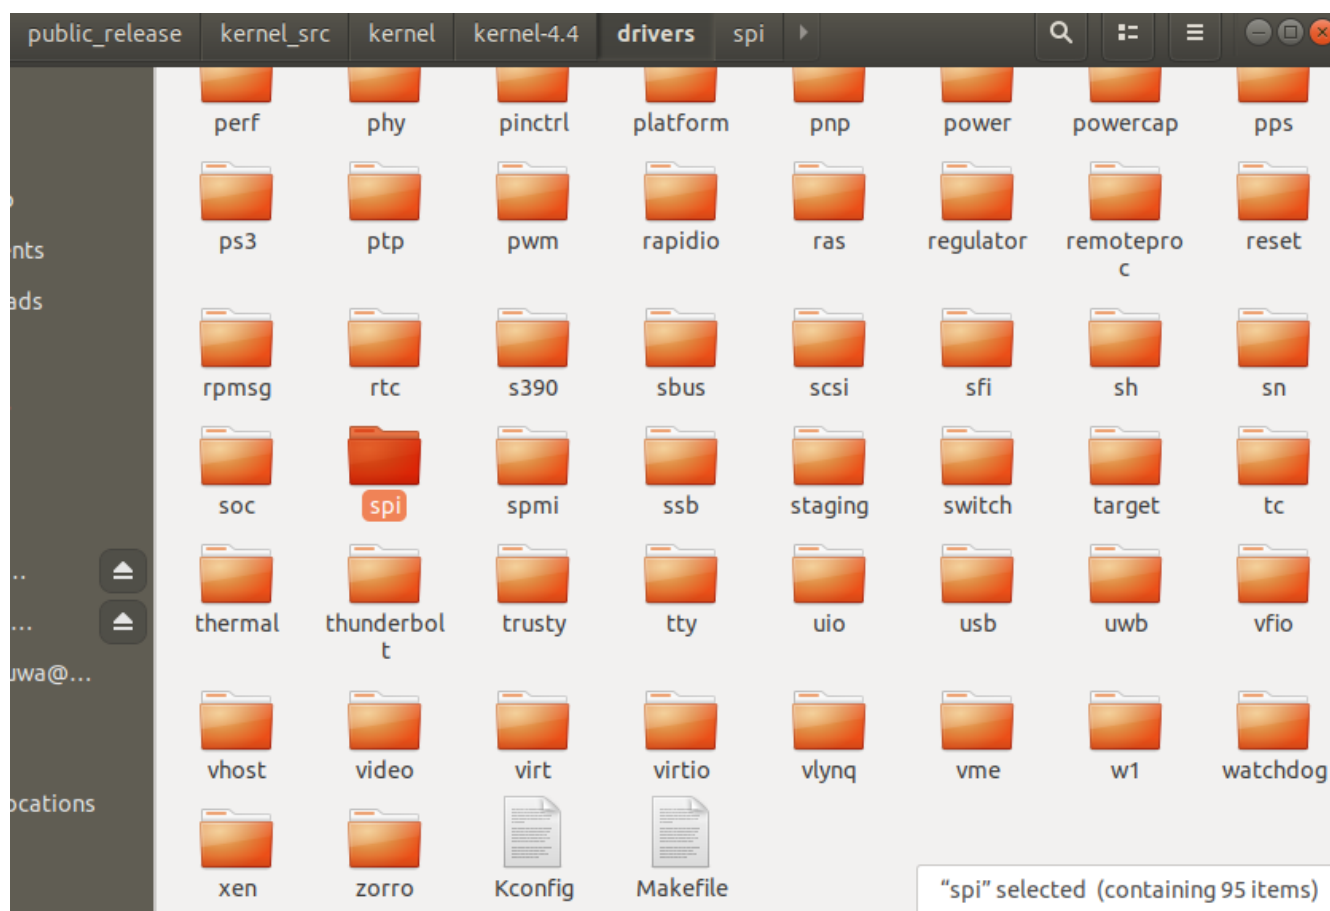 public_release kernel_src kernel kernel-4.4 drivers spi
perf phy pinctrl platform pnp power powercap pps
ps3 ptp pwm rapidio ras regulator remotepro reset
c
nts
ads
rpmsg rtc s390 sbus scsi sfi sh sn
soc spi spmi ssb staging switch target tc
..
thermal thunderbol trusty tty uio usb uwb vfio
...
t
uwa@...
vhost video virt virtio vlynq vme w1 watchdog
ocations
xen zorro Kconfig Makefile
“spi” selected (containing 95 items)